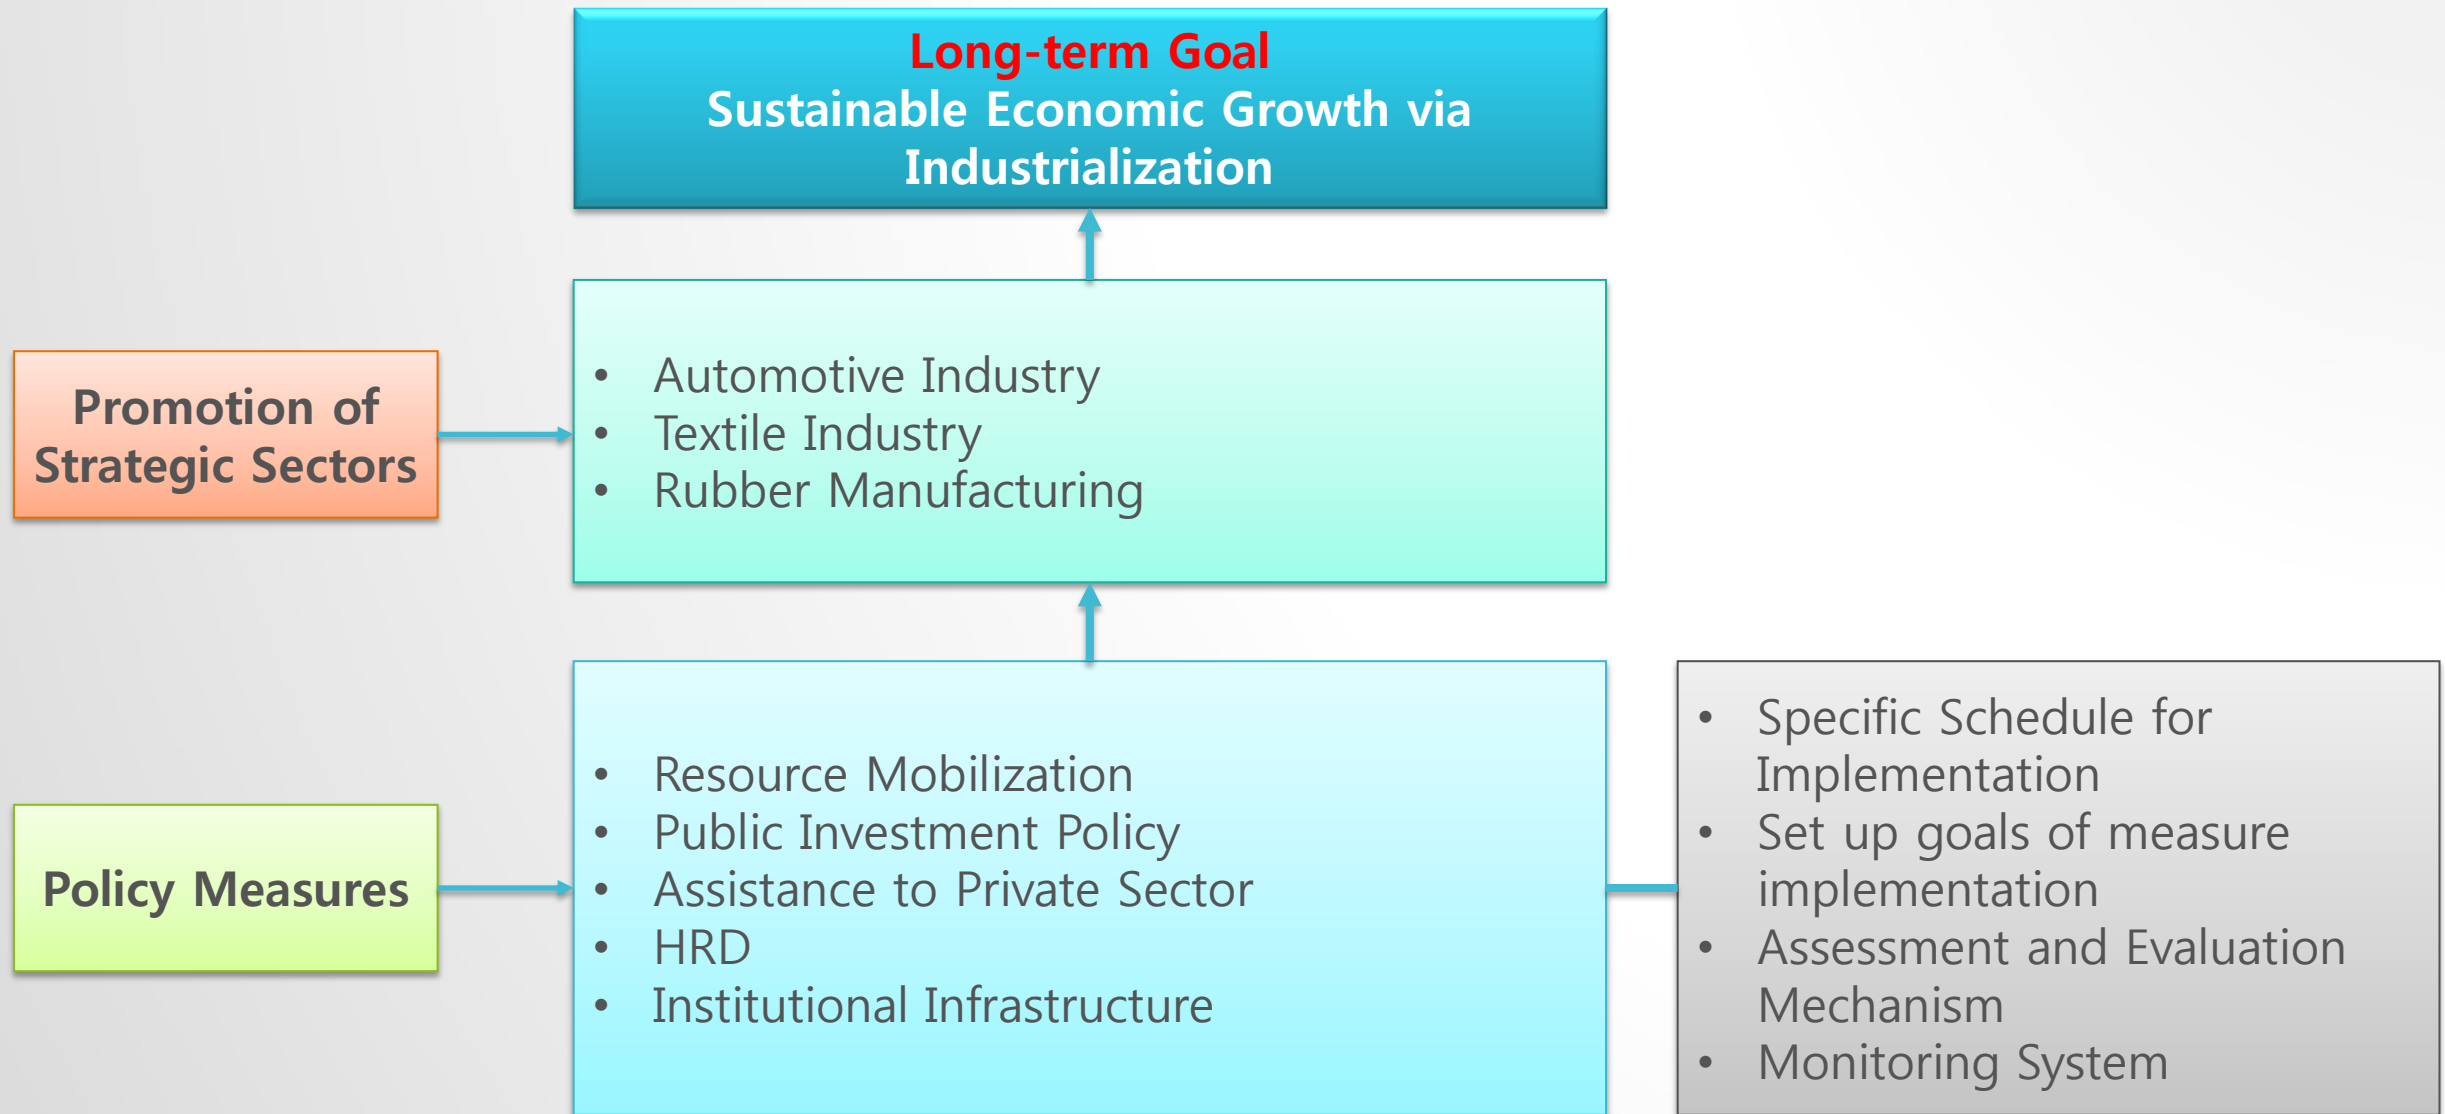 Long-term Goal
Sustainable Economic Growth via
Industrialization
Promotion of
Strategic Sectors
• Automotive Industry
• Textile Industry
• Rubber Manufacturing
Policy Measures
• Resource Mobilization
• Public Investment Policy
• Assistance to Private Sector
• HRD
• Institutional Infrastructure
• Specific Schedule for
Implementation
• Set up goals of measure
implementation
• Assessment and Evaluation
Mechanism
• Monitoring System